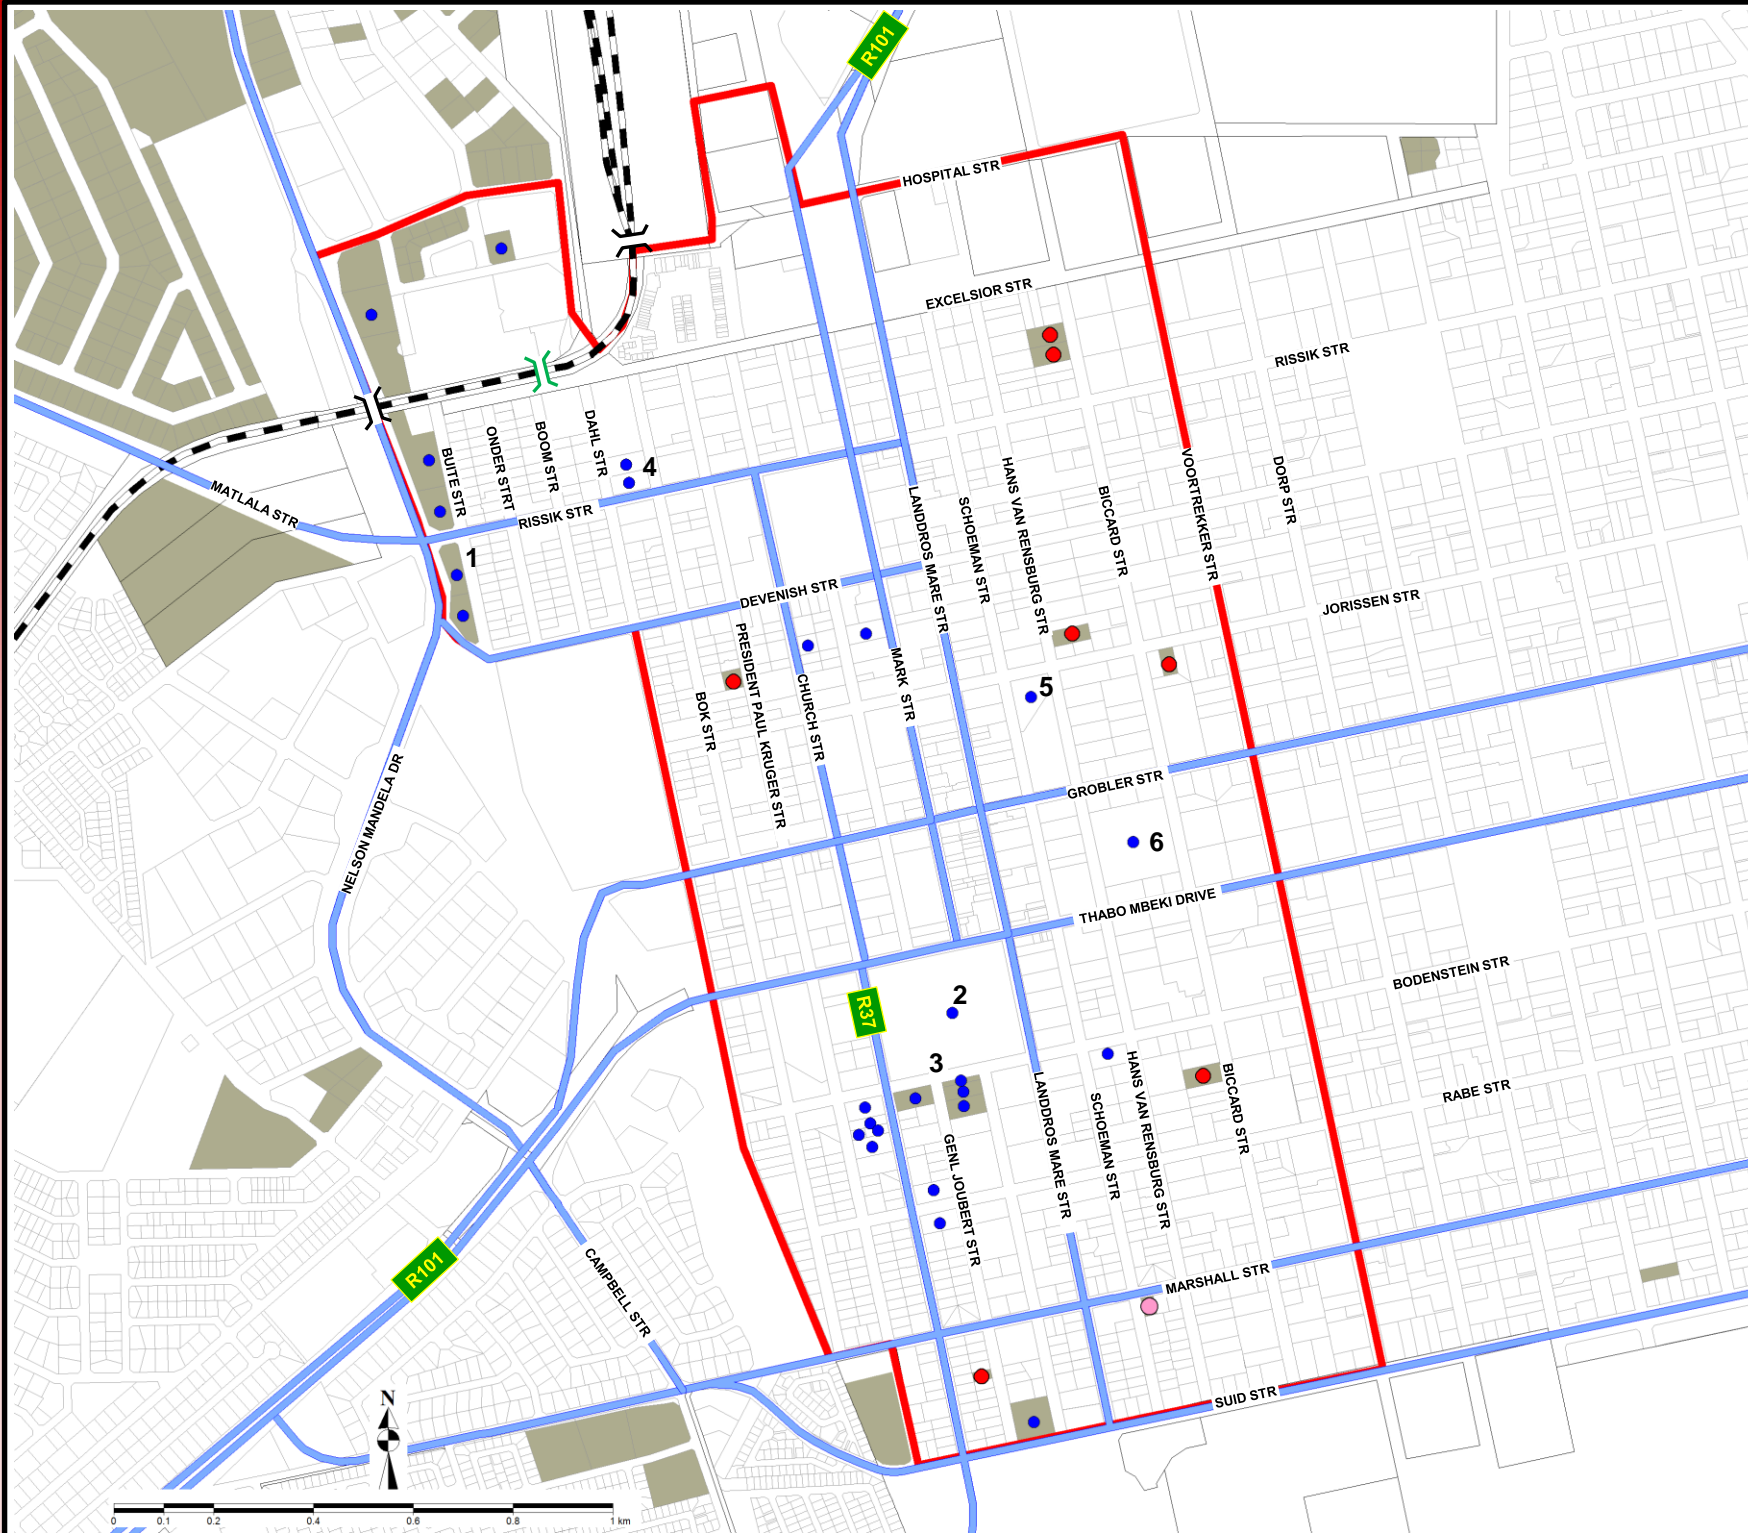 R101
HOSPITAL STR
EXCELSIOR STR
RISSIK STR
BUITE STR
ONDER STRT
BOOM STR
DAHL STR
4
MATLALA STR
RISSIK STR
1
HANS VAN RENSBURG STR
SCHOEMAN STR
LANDDROS MARE STR
BICCARD STR
VOORTREKKER STR
DORP STR
DEVENISH STR
JORISSEN STR
PRESIDENT PAUL KRUGER STR
BOK STR
CHURCH STR
MARK STR
5
NELSON MANDELA DR
GROBLER STR
6
THABO MBEKI DRIVE
BODENSTEIN STR
R37
2
3
HANS VAN RENSBURG STR
BICCARD STR
RABE STR
LANDDROS MARE STR
SCHOEMAN STR
GENL JOUBERT STR
R101
CAMPBELL STR
MARSHALL STR
SUID STR
N
0 0.1 0.2 0.4 0.6 0.8 1 km